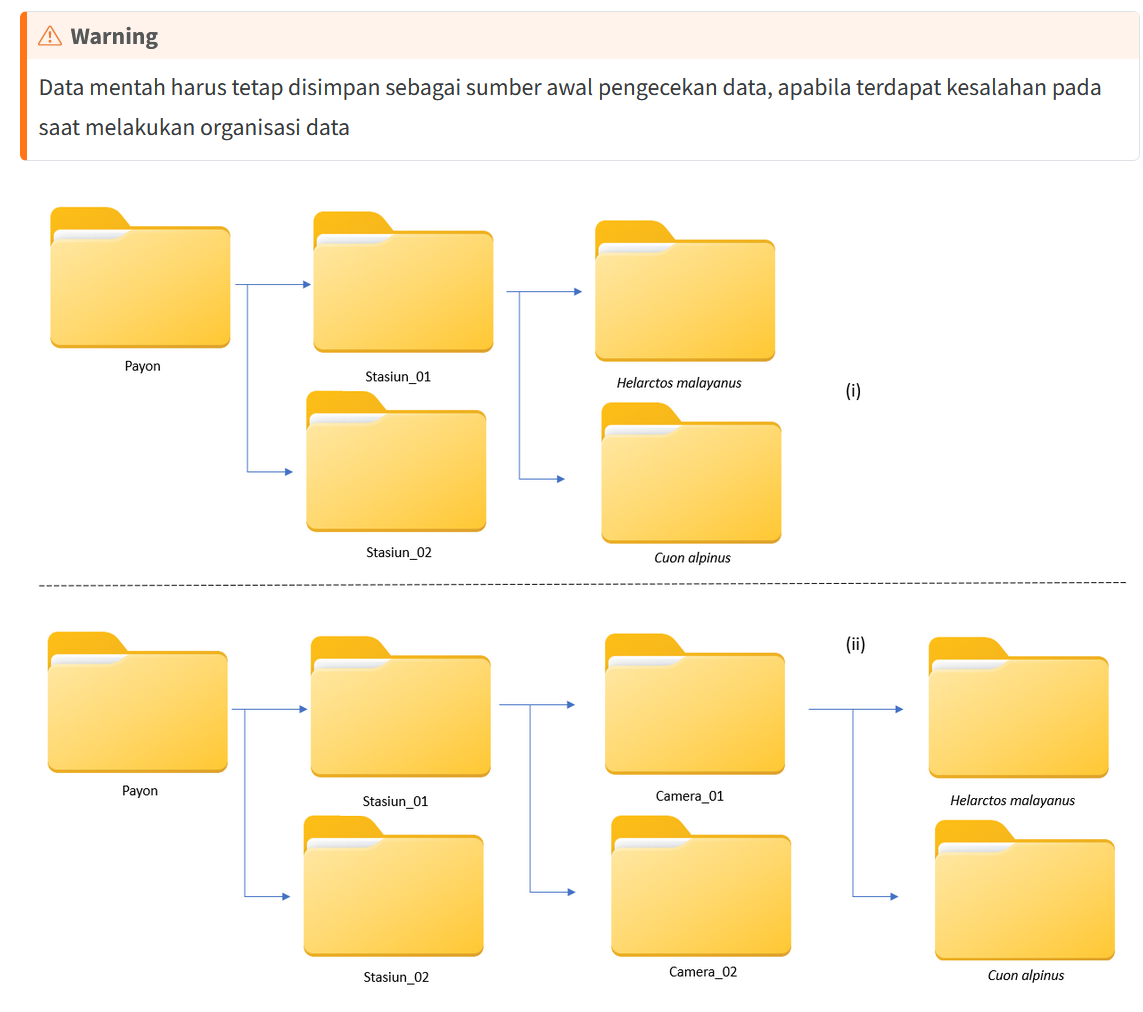 Warning
Data mentah harus tetap disimpan sebagai sumber awal pengecekan data, apabila terdapat kesalahan pada
saat melakukan organisasi data
Payon
Stasiun_01
Helarctos malayanus
(i)
Stasiun_02
Cuon alpinus
(ii)
Payon
Stasiun_01
Camera_01
Helarctos malayanus
Stasiun_02
Camera_02
Cuon alpinus